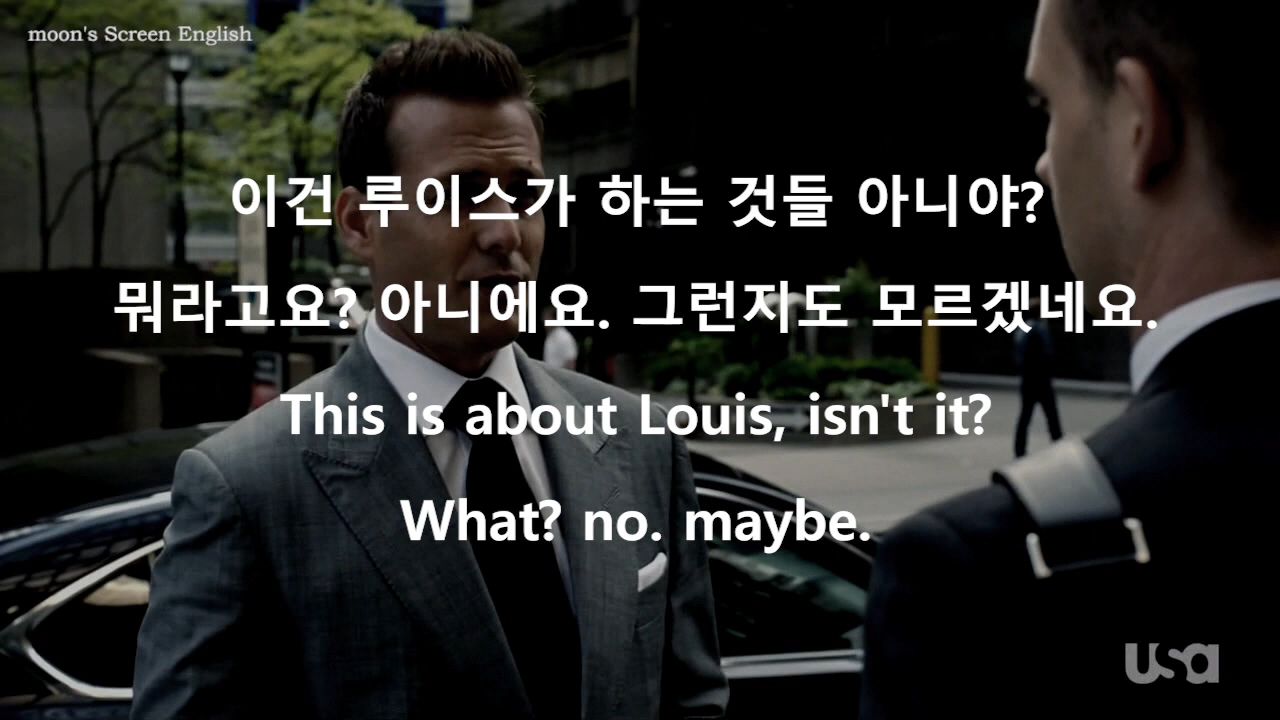 moon's Screen English
이건 루이스가 하는 것들 아니야?
뭐라고요? 아니에요. 그런지도 모르겠네요.
This is about Louis, isn't it?
What? no. maybe.
usa